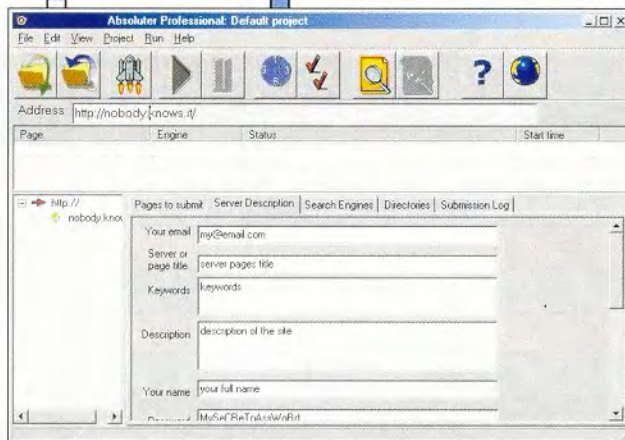 Absoluter Professional: Default project
File Edit View Project Run Help
Address: http://nobody.knows.it/
Page Engine Status Start time
http://
nobody.knov
Pages to submit Server Description Search Engines Directories Submission Log
Your email my@email.com
Server or page title server pages title
Keywords keywords
Description description of the site
Your name your full name